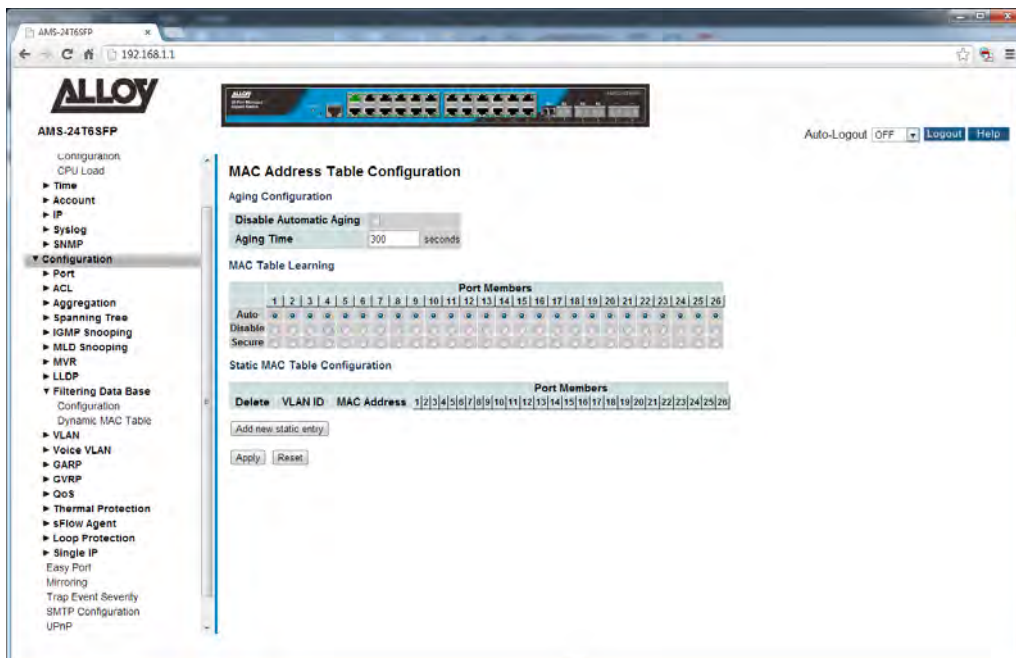 AMS-24T6SFP
192.168.1.1
ALLOY
AMS-24T6SFP
ALLOY
Auto-Logout OFF Logout Help
Configuration
CPU Load
Time
Account
IP
Syslog
SNMP
Configuration
Port
ACL
Aggregation
Spanning Tree
IGMP Snooping
MLD Snooping
MVR
LLDP
Filtering Data Base
Configuration
Dynamic MAC Table
VLAN
Voice VLAN
GARP
GVRP
QoS
Thermal Protection
sFlow Agent
Loop Protection
Single IP
Easy Port
Mirroring
Trap Event Severity
SMTP Configuration
UPnP
MAC Address Table Configuration
Aging Configuration
Disable Automatic Aging
Aging Time 300 seconds
MAC Table Learning
Port Members
1 2 3 4 5 6 7 8 9 10 11 12 13 14 15 16 17 18 19 20 21 22 23 24 25 26
Auto
Disable
Secure
Static MAC Table Configuration
Port Members
Delete VLAN ID MAC Address 1 2 3 4 5 6 7 8 9 10 11 12 13 14 15 16 17 18 19 20 21 22 23 24 25 26
Add new static entry
Apply Reset